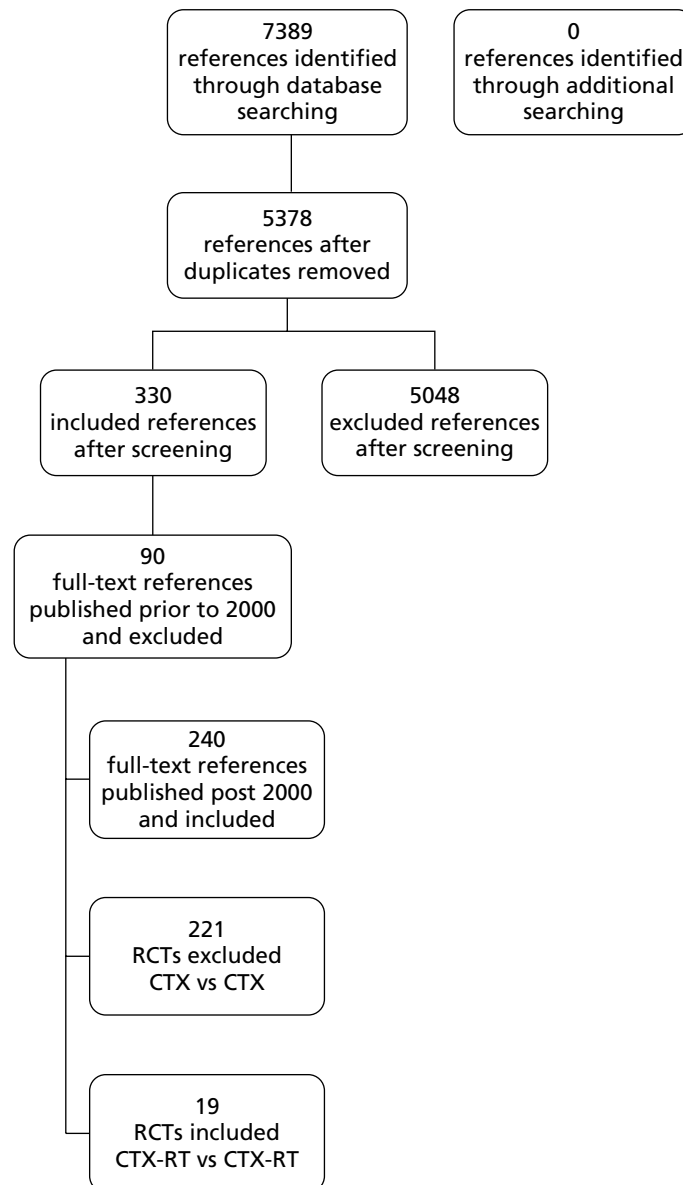 7389
references identified
through database
searching
0
references identified
through additional
searching
5378
references after
duplicates removed
330
included references
after screening
5048
excluded references
after screening
90
full-text references
published prior to 2000
and excluded
240
full-text references
published post 2000
and included
221
RCTs excluded
CTX vs CTX
19
RCTs included
CTX-RT vs CTX-RT